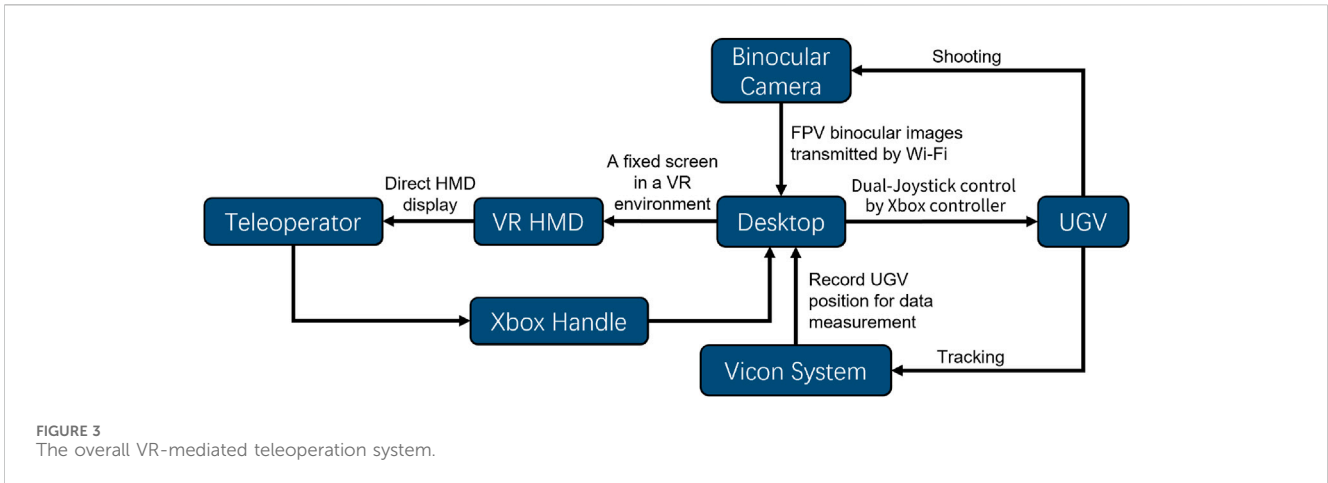 Binocular
Camera
Shooting
FPV binocular images
transmitted by Wi-Fi
A fixed screen
in a VR
environment
Direct HMD
display
Dual-Joystick control
by Xbox controller
Teleoperator
VR HMD
Desktop
UGV
Record UGV
position for data
measurement
Xbox Handle
Vicon System
Tracking
FIGURE 3
The overall VR-mediated teleoperation system.